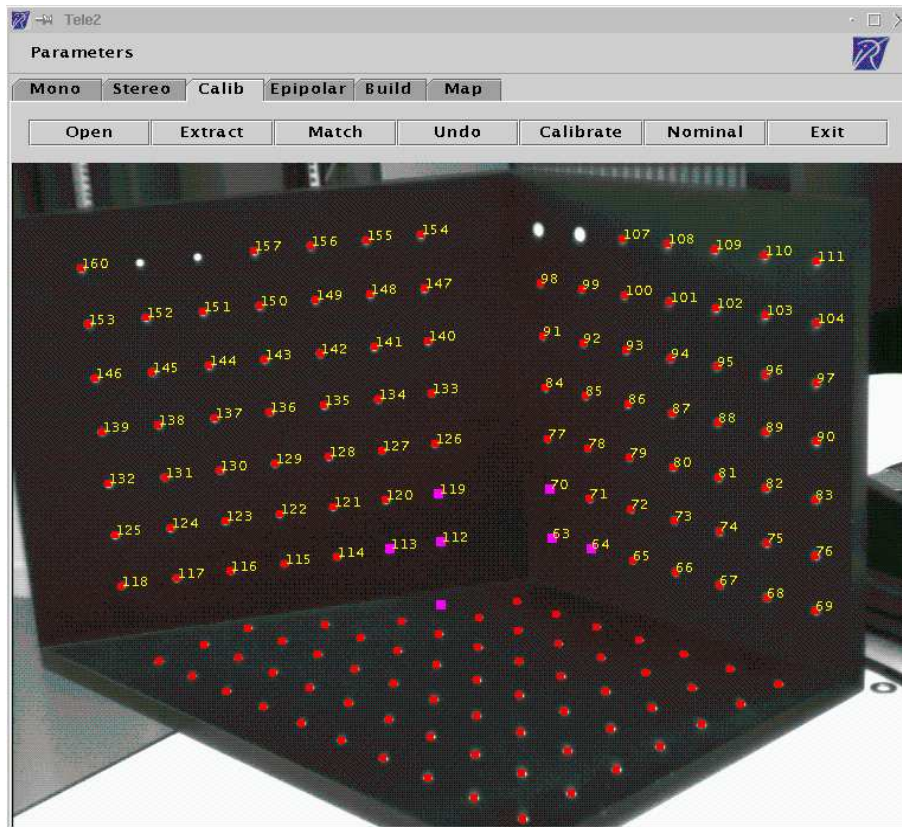 Tele2
Parameters
Mono Stereo Calib Epipolar Build Map
Open Extract Match Undo Calibrate Nominal Exit
160 157 156 155 154 107 108 109 110 111
153 152 151 150 149 148 147 98 99 100 101 102 103 104
146 145 144 143 142 141 140 91 92 93 94 95 96 97
139 138 137 136 135 134 133 84 85 86 87 88 89 90
132 131 130 129 128 127 126 77 78 79 80 81 82 83
125 124 123 122 121 120 119 70 71 72 73 74 75 76
118 117 116 115 114 113 112 63 64 65 66 67 68 69